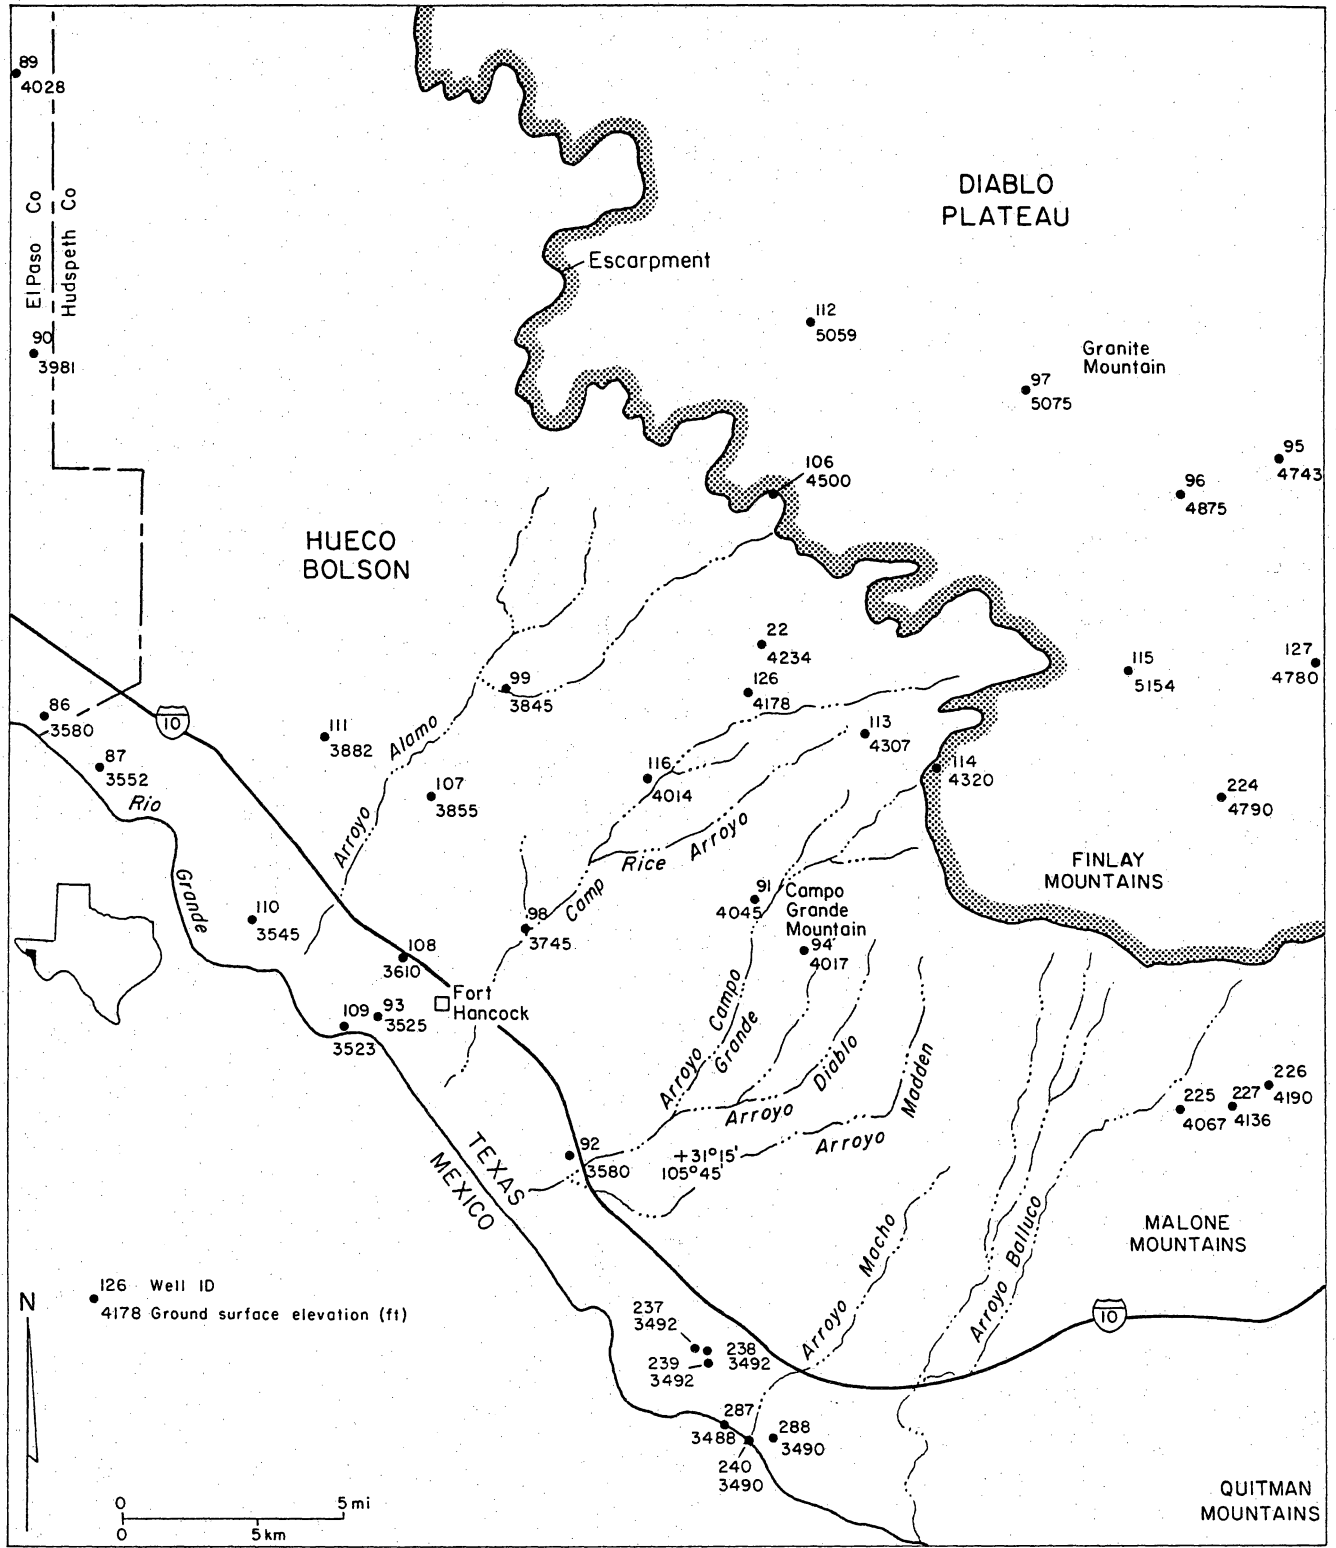 89
4028
El Paso Co
Hudspeth Co
DIABLO
PLATEAU
Escarpment
112
5059
90
3981
Granite
Mountain
97
5075
95
4743
106
4500
96
4875
HUECO
BOLSON
22
4234
115
5154
127
4780
99
3845
126
4178
86
3580
10
111
3882
Alamo
Arroyo
113
4307
87
3552
116
4014
114
4320
107
3855
224
4790
Rio
Grande
Rice Arroyo
Camp
FINLAY
MOUNTAINS
91
4045
Campo
Grande
Mountain
110
3545
98
3745
94
4017
108
3610
Fort
Hancock
109
3523
93
3525
Arroyo Campo
Grande
Arroyo Diablo
Arroyo Madden
226
4190
225
4067
227
4136
92
3580
+31°15'
105°45'
TEXAS
MEXICO
Arroyo Macho
Arroyo Balluco
MALONE
MOUNTAINS
126 Well ID
4178 Ground surface elevation (ft)
N
237
3492
238
3492
239
3492
10
287
3488
288
3490
240
3490
QUITMAN
MOUNTAINS
0 5 mi
0 5 km